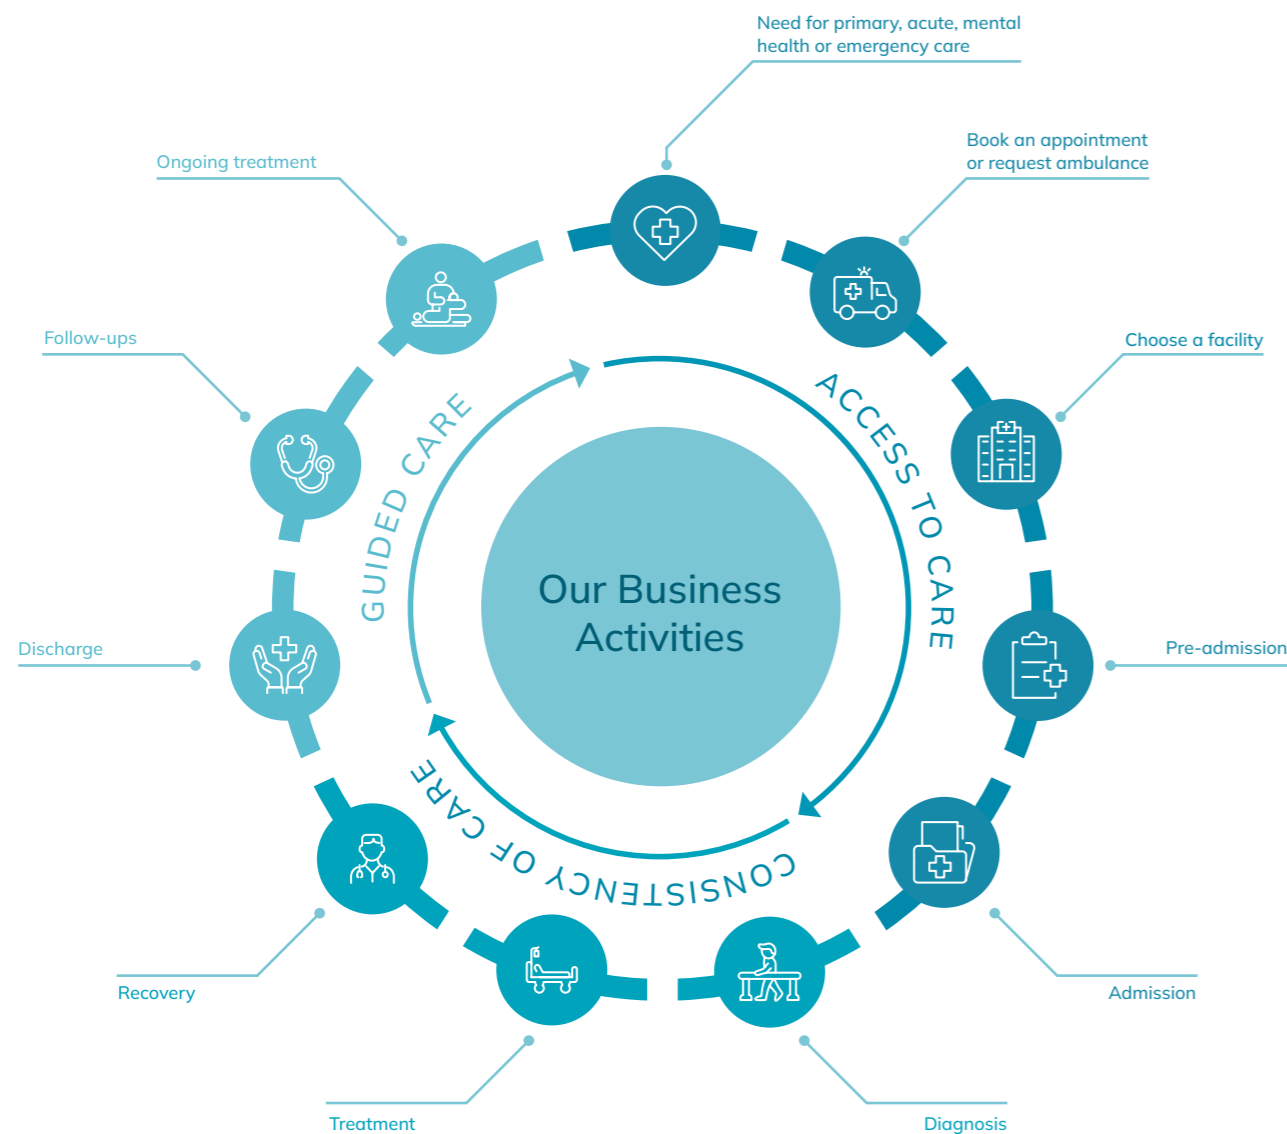 Need for primary, acute, mental
health or emergency care
Book an appointment
or request ambulance
Choose a facility
Pre-admission
Admission
Diagnosis
Treatment
Recovery
Discharge
Follow-ups
Ongoing treatment
ACCESS TO CARE
CONSISTENCY OF CARE
GUIDED CARE
Our Business
Activities